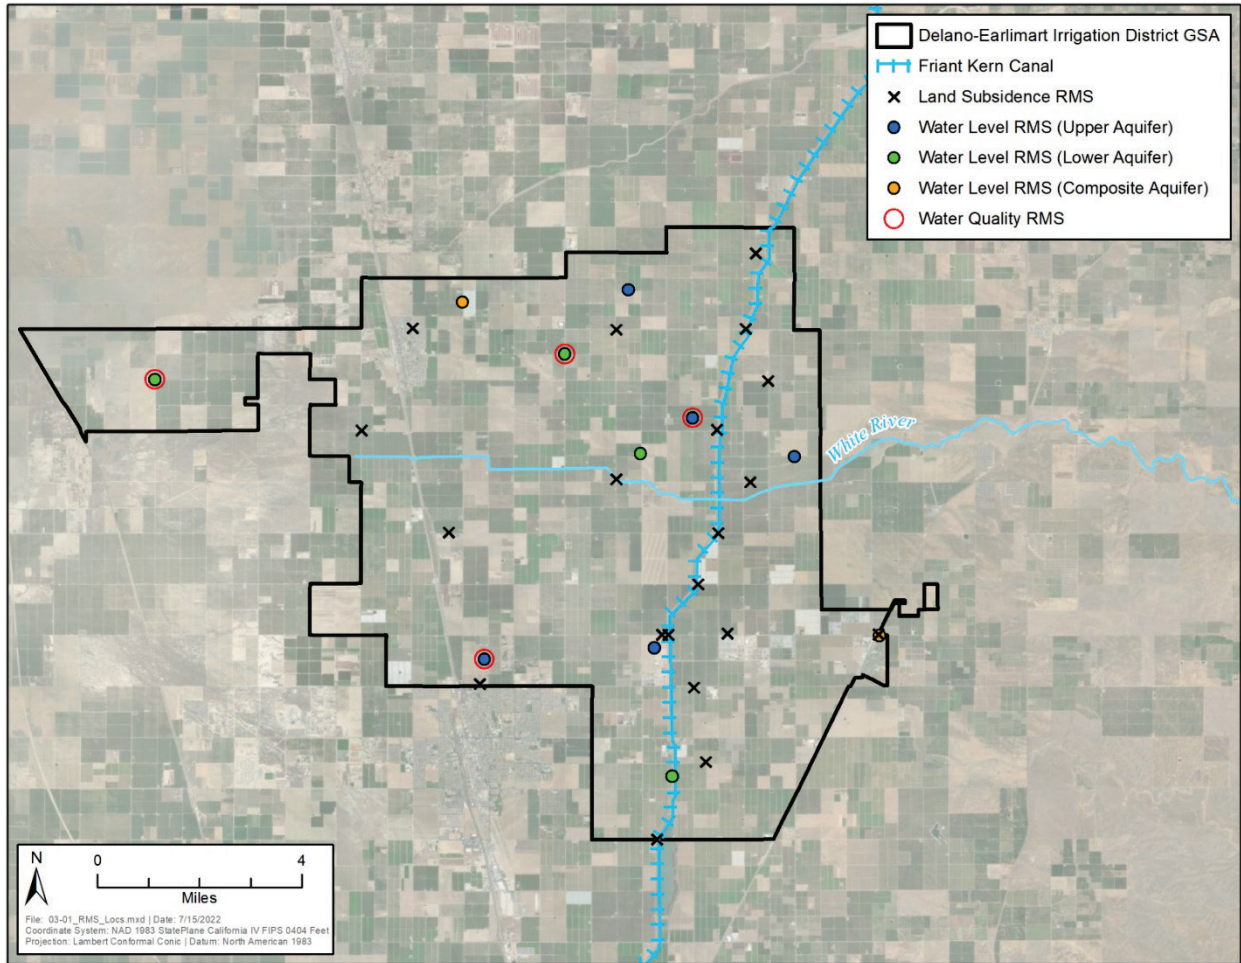 Delano-Earlimart Irrigation District GSA
Friant Kern Canal
Land Subsidence RMS
Water Level RMS (Upper Aquifer)
Water Level RMS (Lower Aquifer)
Water Level RMS (Composite Aquifer)
Water Quality RMS
White River
N
0 4
Miles
File: 03-01_RMS_Locs.mxd | Date: 7/15/2022
Coordinate System: NAD 1983 StatePlane California IV FIPS 0404 Feet
Projection: Lambert Conformal Conic | Datum: North American 1983